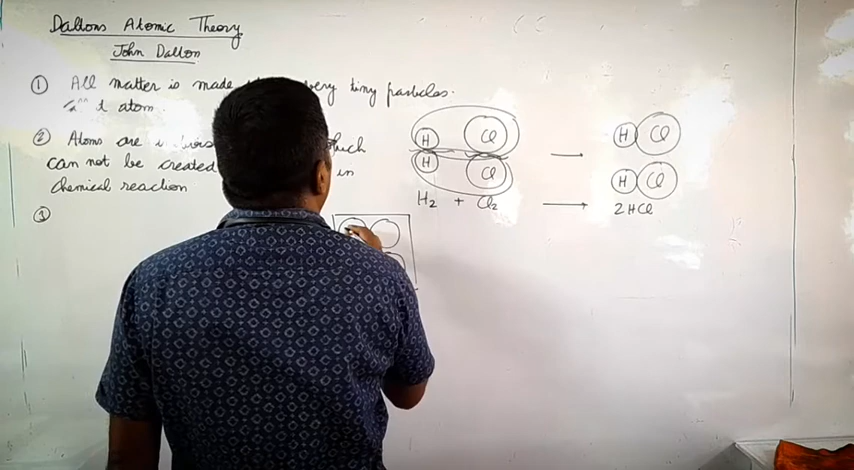 Daltons Atomic Theory
John Dalton
① All matter is made very tiny particles.
atom
② Atoms are which
can not be created in
chemical reaction
③
H Cl
H Cl
H₂ + Cl₂ →
H Cl
H Cl
2HCl